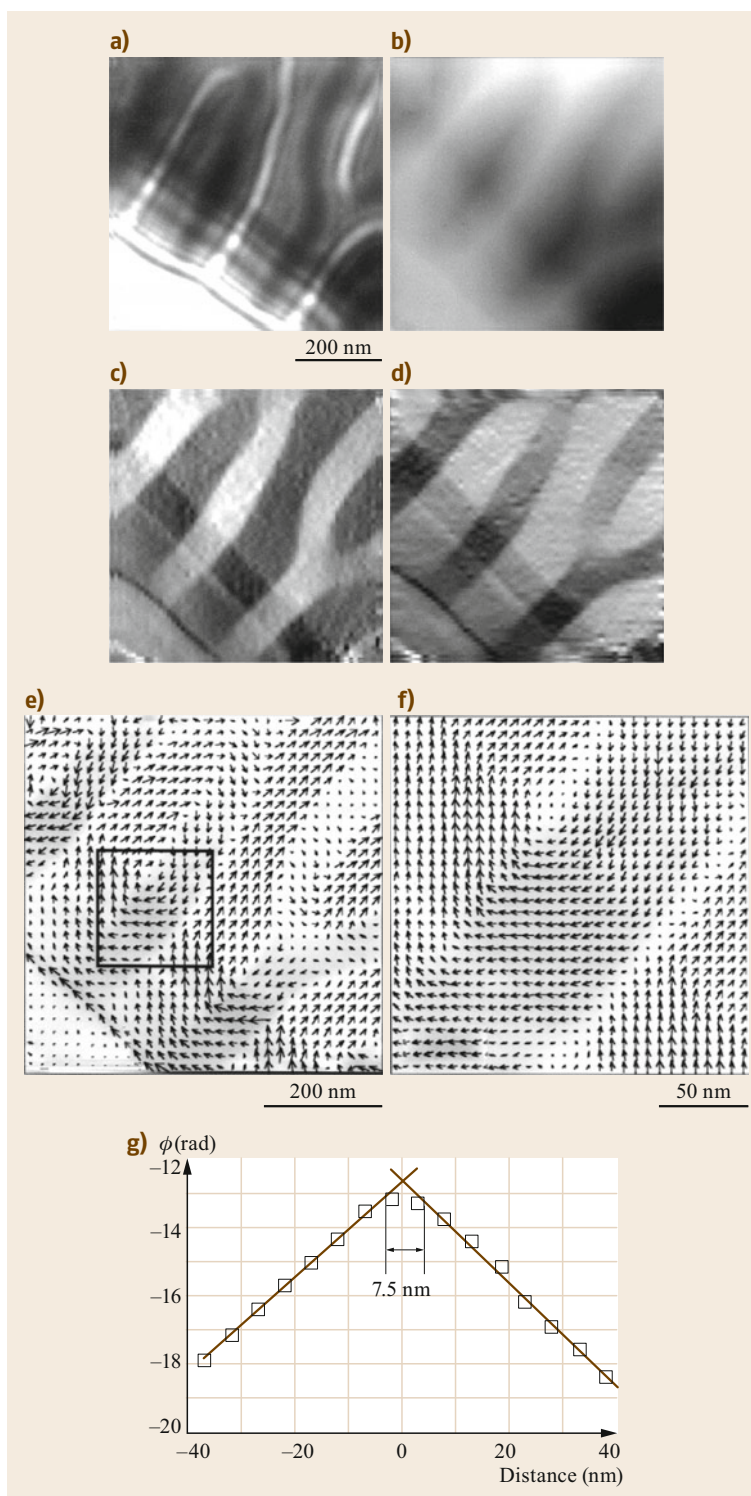 a)
b)
200 nm
c)
d)
e)
f)
200 nm
50 nm
g)
ϕ(rad)
–12
–14
–16
–18
–20
7.5 nm
–40
–20
0
20
40
Distance (nm)